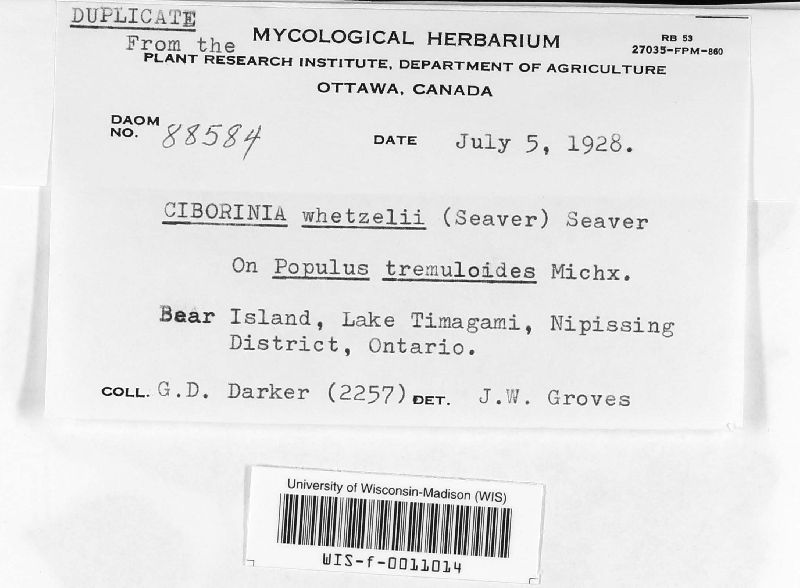 DUPLICATE
From the MYCOLOGICAL HERBARIUM
RB 53
27035-FPM-860
PLANT RESEARCH INSTITUTE, DEPARTMENT OF AGRICULTURE
OTTAWA, CANADA
DAOM NO. 88584 DATE July 5, 1928.
CIBORINIA whetzelii (Seaver) Seaver
On Populus tremuloides Michx.
Bear Island, Lake Timagami, Nipissing
District, Ontario.
COLL. G.D. Darker (2257) DET. J.W. Groves
University of Wisconsin-Madison (WIS)
WIS-f-0011014